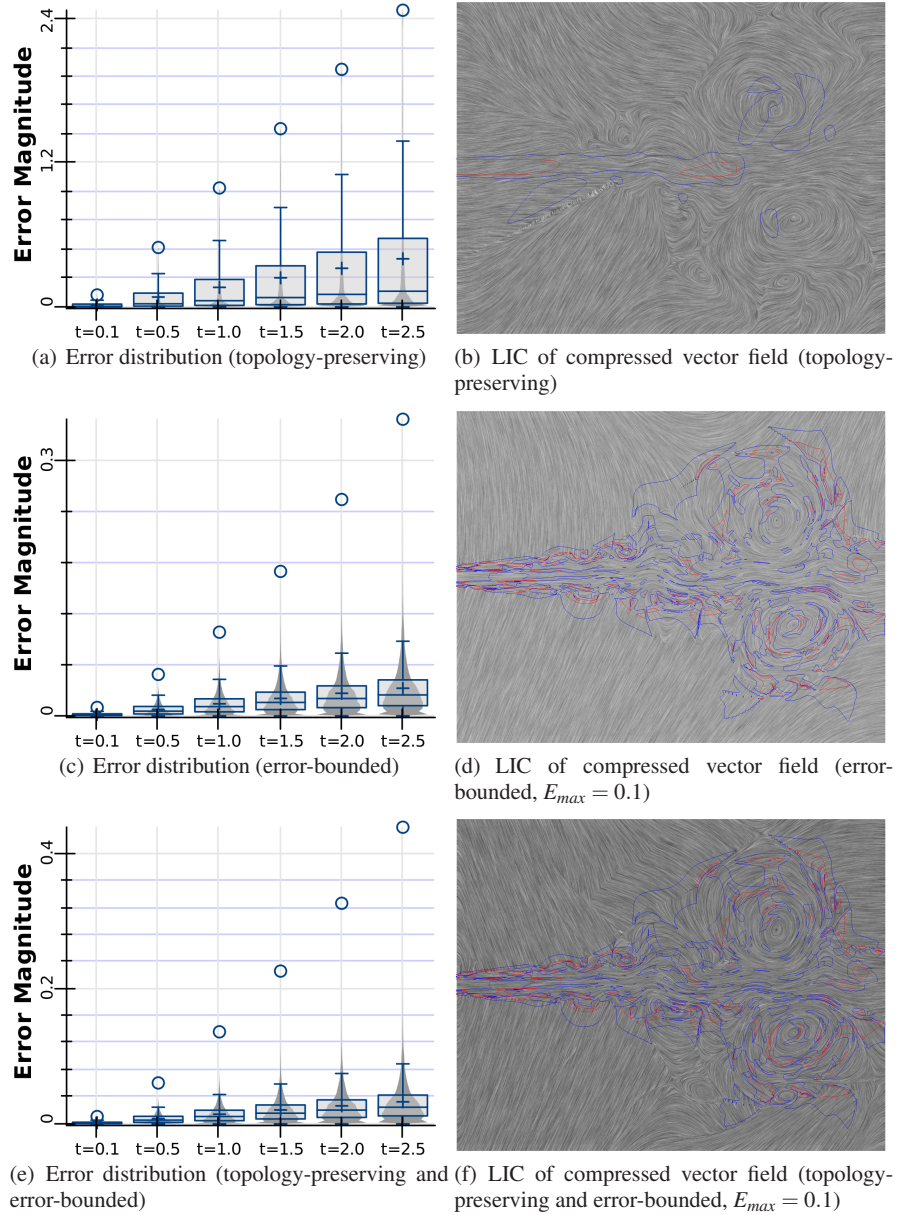 Error Magnitude
2.4
1.2
0
t=0.1 t=0.5 t=1.0 t=1.5 t=2.0 t=2.5
(a) Error distribution (topology-preserving)
(b) LIC of compressed vector field (topology-
preserving)
Error Magnitude
0.3
0
t=0.1 t=0.5 t=1.0 t=1.5 t=2.0 t=2.5
(c) Error distribution (error-bounded)
(d) LIC of compressed vector field (error-
bounded, E_max = 0.1)
Error Magnitude
0.4
0.2
0
t=0.1 t=0.5 t=1.0 t=1.5 t=2.0 t=2.5
(e) Error distribution (topology-preserving and
error-bounded)
(f) LIC of compressed vector field (topology-
preserving and error-bounded, E_max = 0.1)